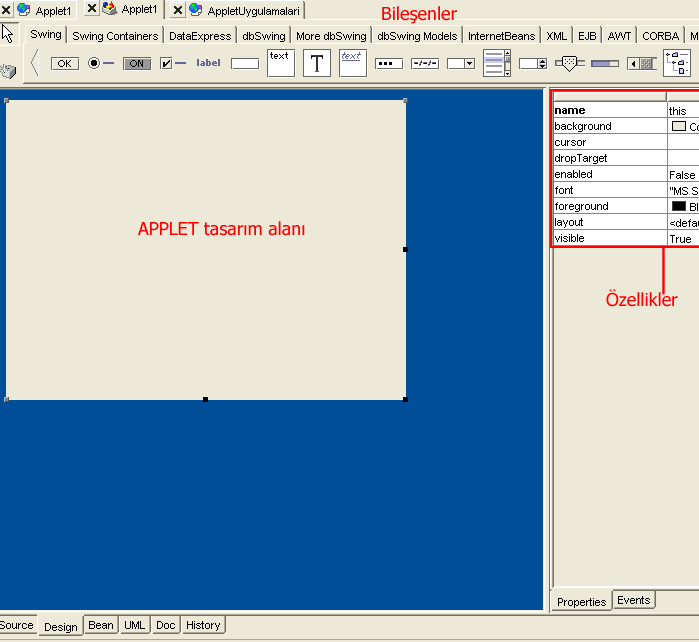 Applet1 Applet1 AppletUygulamalari
Bileşenler
Swing Swing Containers DataExpress dbSwing More dbSwing dbSwing Models InternetBeans XML EJB AWT CORBA M
OK ON label text T text
name this
background Co
cursor
dropTarget
enabled False
font "MS S
foreground Bl
layout <defau
visible True
APPLET tasarım alanı
Özellikler
Properties Events
Source Design Bean UML Doc History